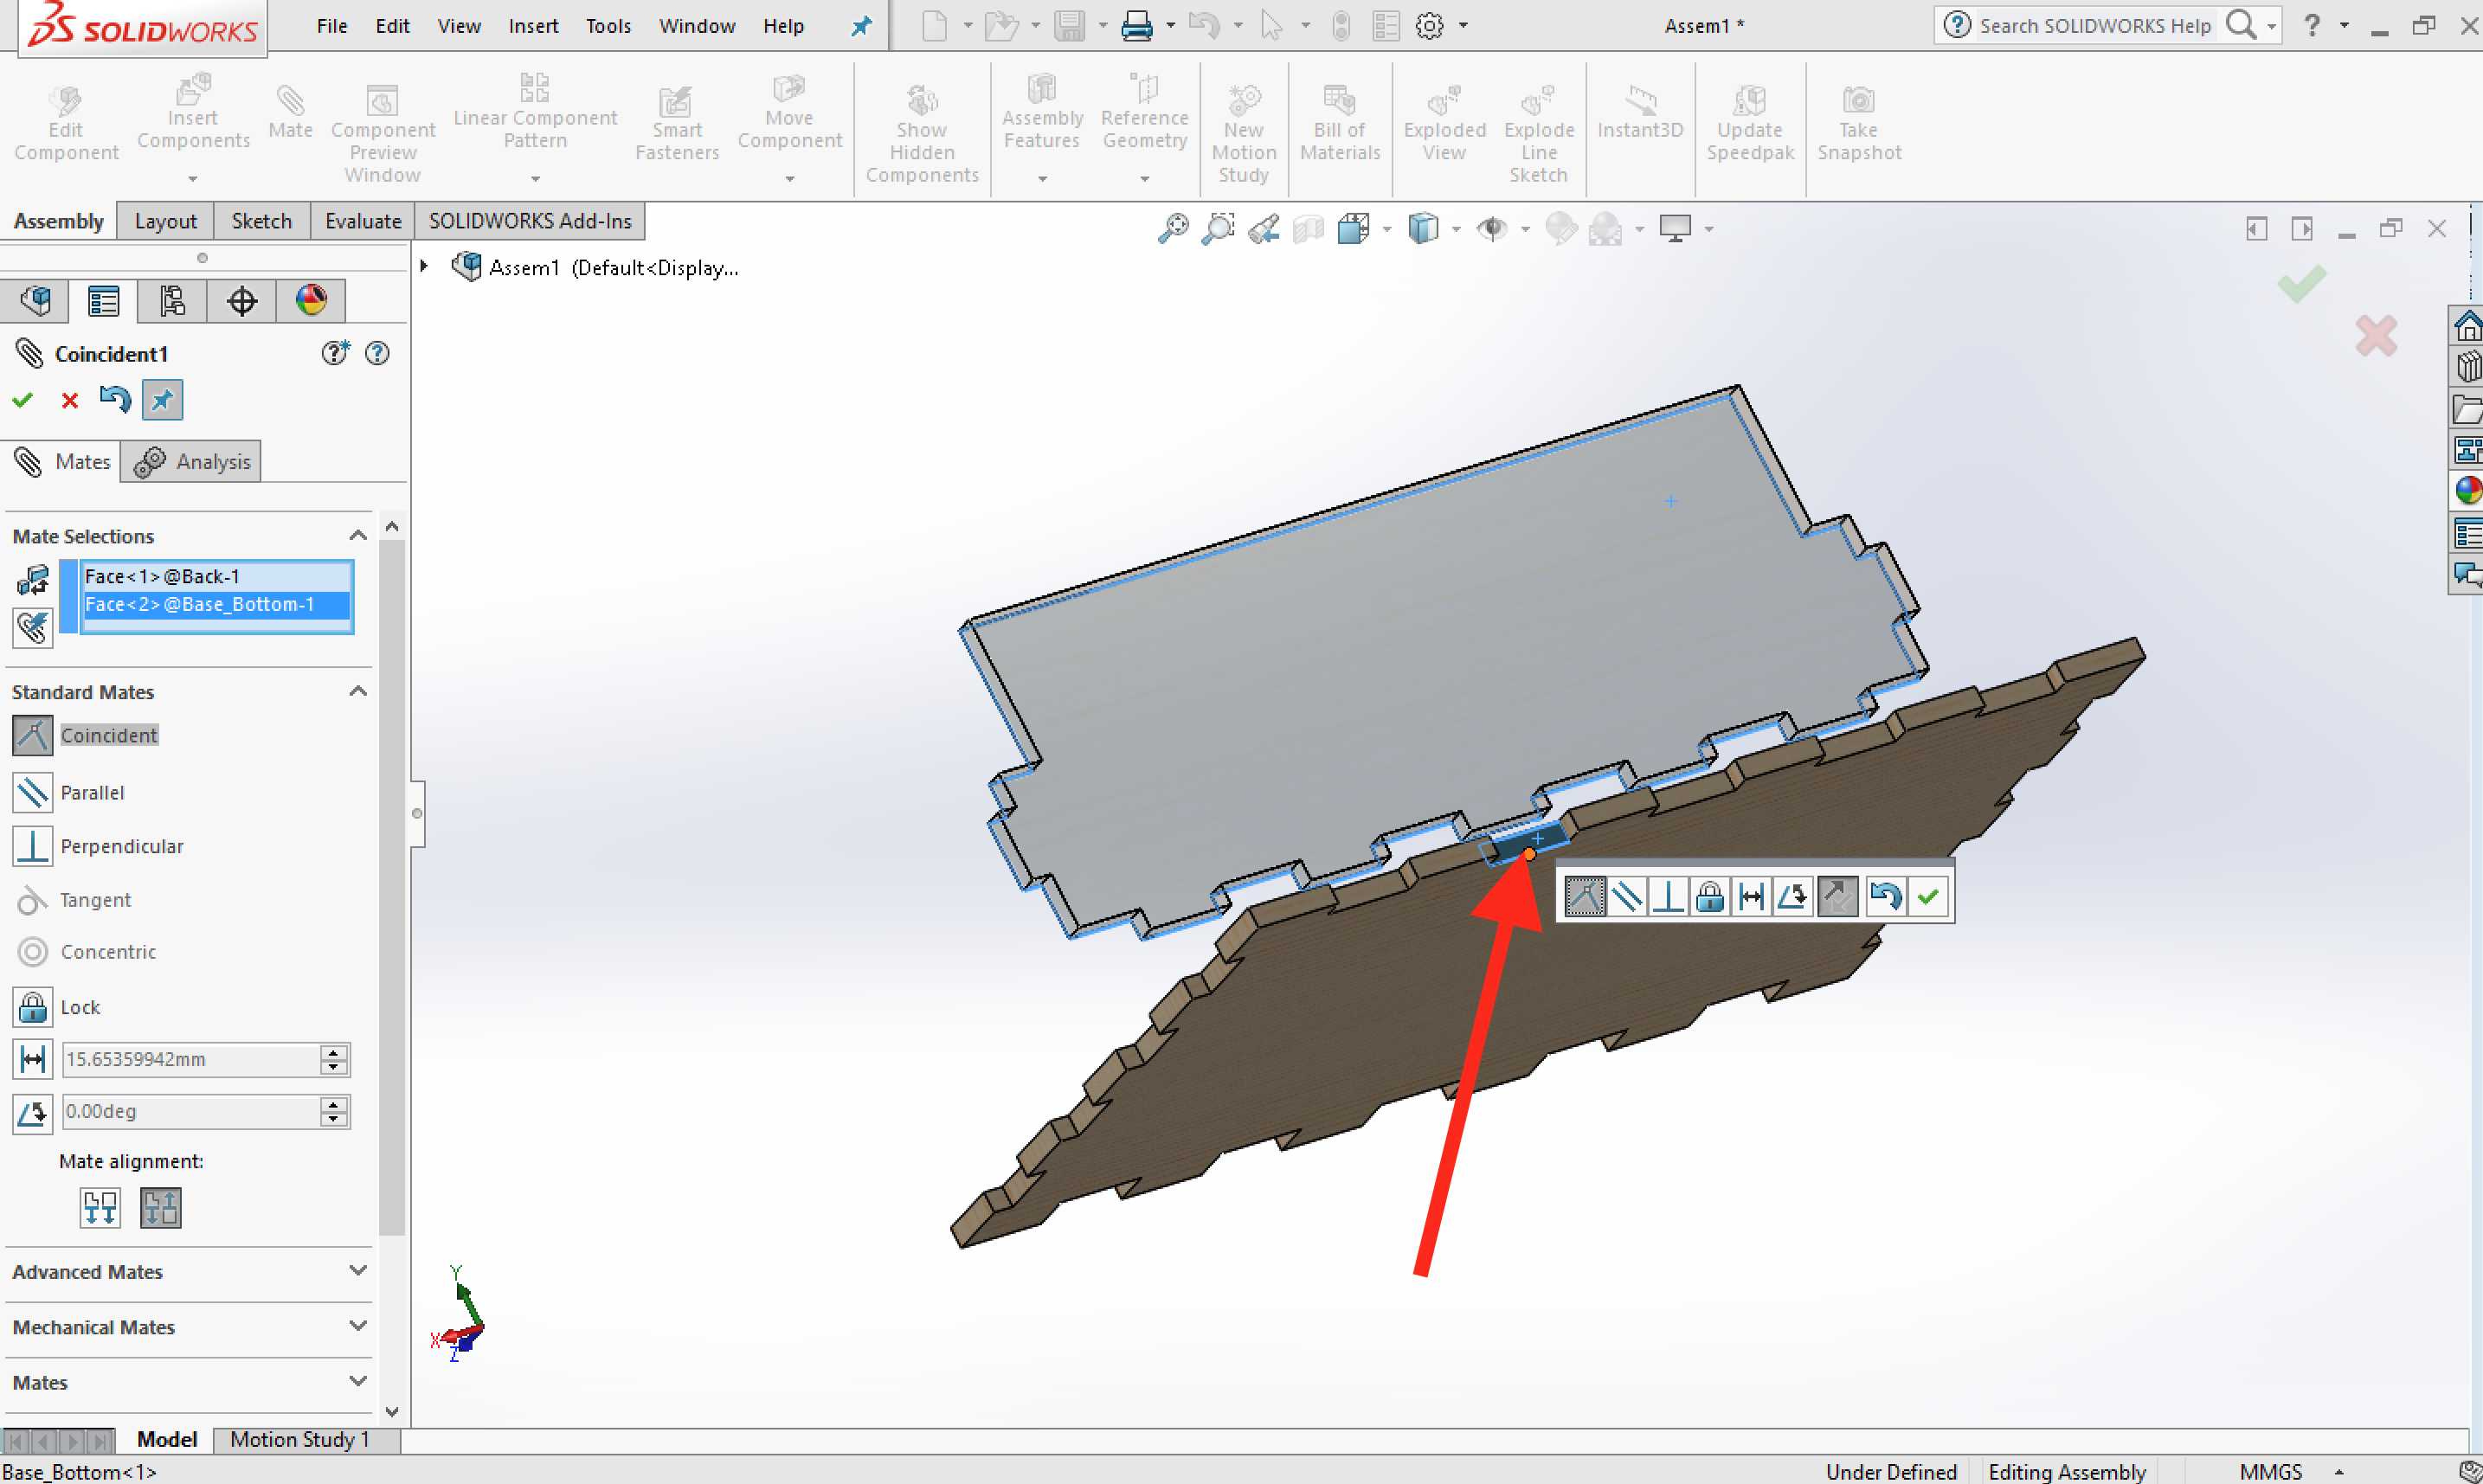 SOLIDWORKS
File Edit View Insert Tools Window Help
Assem1 *
Search SOLIDWORKS Help
Edit Component
Insert Components
Mate
Component Preview Window
Linear Component Pattern
Smart Fasteners
Move Component
Show Hidden Components
Assembly Features
Reference Geometry
New Motion Study
Bill of Materials
Exploded View
Explode Line Sketch
Instant3D
Update Speedpak
Take Snapshot
Assembly Layout Sketch Evaluate SOLIDWORKS Add-Ins
Assem1 (Default<Display...
Coincident1
Mates Analysis
Mate Selections
Face<1>@Back-1
Face<2>@Base_Bottom-1
Standard Mates
Coincident
Parallel
Perpendicular
Tangent
Concentric
Lock
15.65359942mm
0.00deg
Mate alignment:
Advanced Mates
Mechanical Mates
Mates
Y
X
Z
Model Motion Study 1
Base_Bottom<1>
Under Defined Editing Assembly MMGS